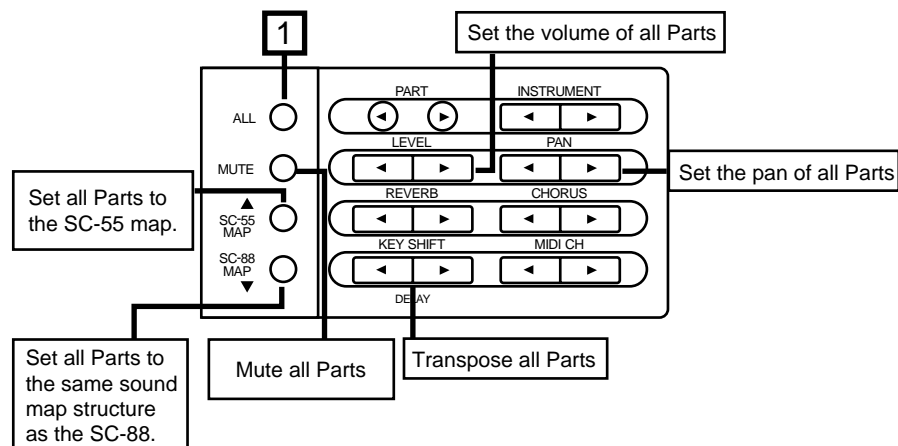 1
Set the volume of all Parts
PART
INSTRUMENT
ALL
LEVEL
PAN
MUTE
Set the pan of all Parts
Set all Parts to
the SC-55 map.
REVERB
CHORUS
SC-55
MAP
KEY SHIFT
MIDI CH
SC-88
MAP
DELAY
Set all Parts to
the same sound
map structure
as the SC-88.
Mute all Parts
Transpose all Parts